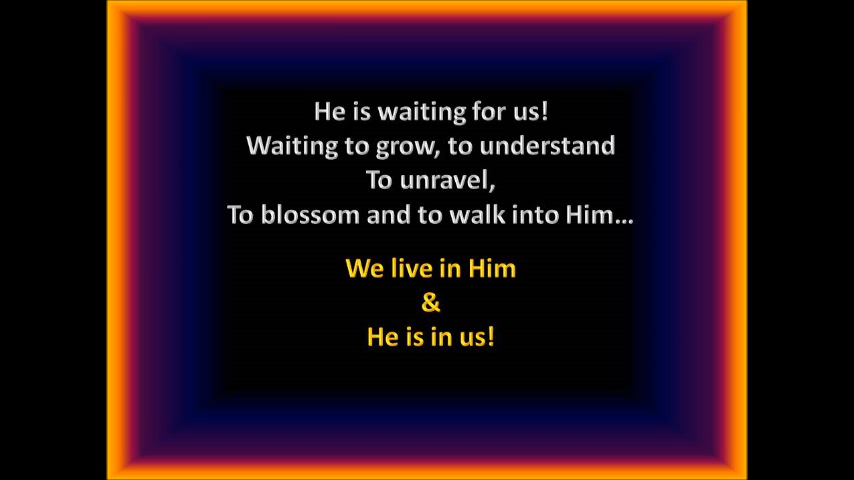 He is waiting for us!
Waiting to grow, to understand
To unravel,
To blossom and to walk into Him...
We live in Him
&
He is in us!